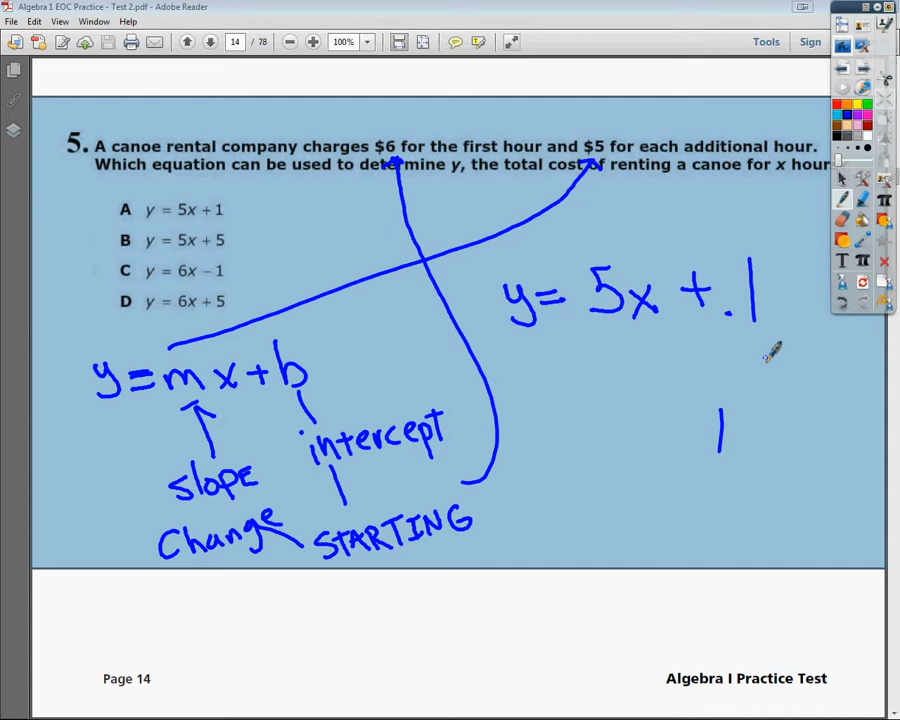 Algebra 1 EOC Practice - Test 2.pdf - Adobe Reader
File Edit View Window Help
14 / 78 100% Tools Sign
5. A canoe rental company charges $6 for the first hour and $5 for each additional hour.
Which equation can be used to determine y, the total cost of renting a canoe for x hour
A y = 5x + 1
B y = 5x + 5
C y = 6x − 1
D y = 6x + 5
y = 5x + . 1
y = mx + b
1
intercept
slope
Change STARTING
Page 14 Algebra I Practice Test